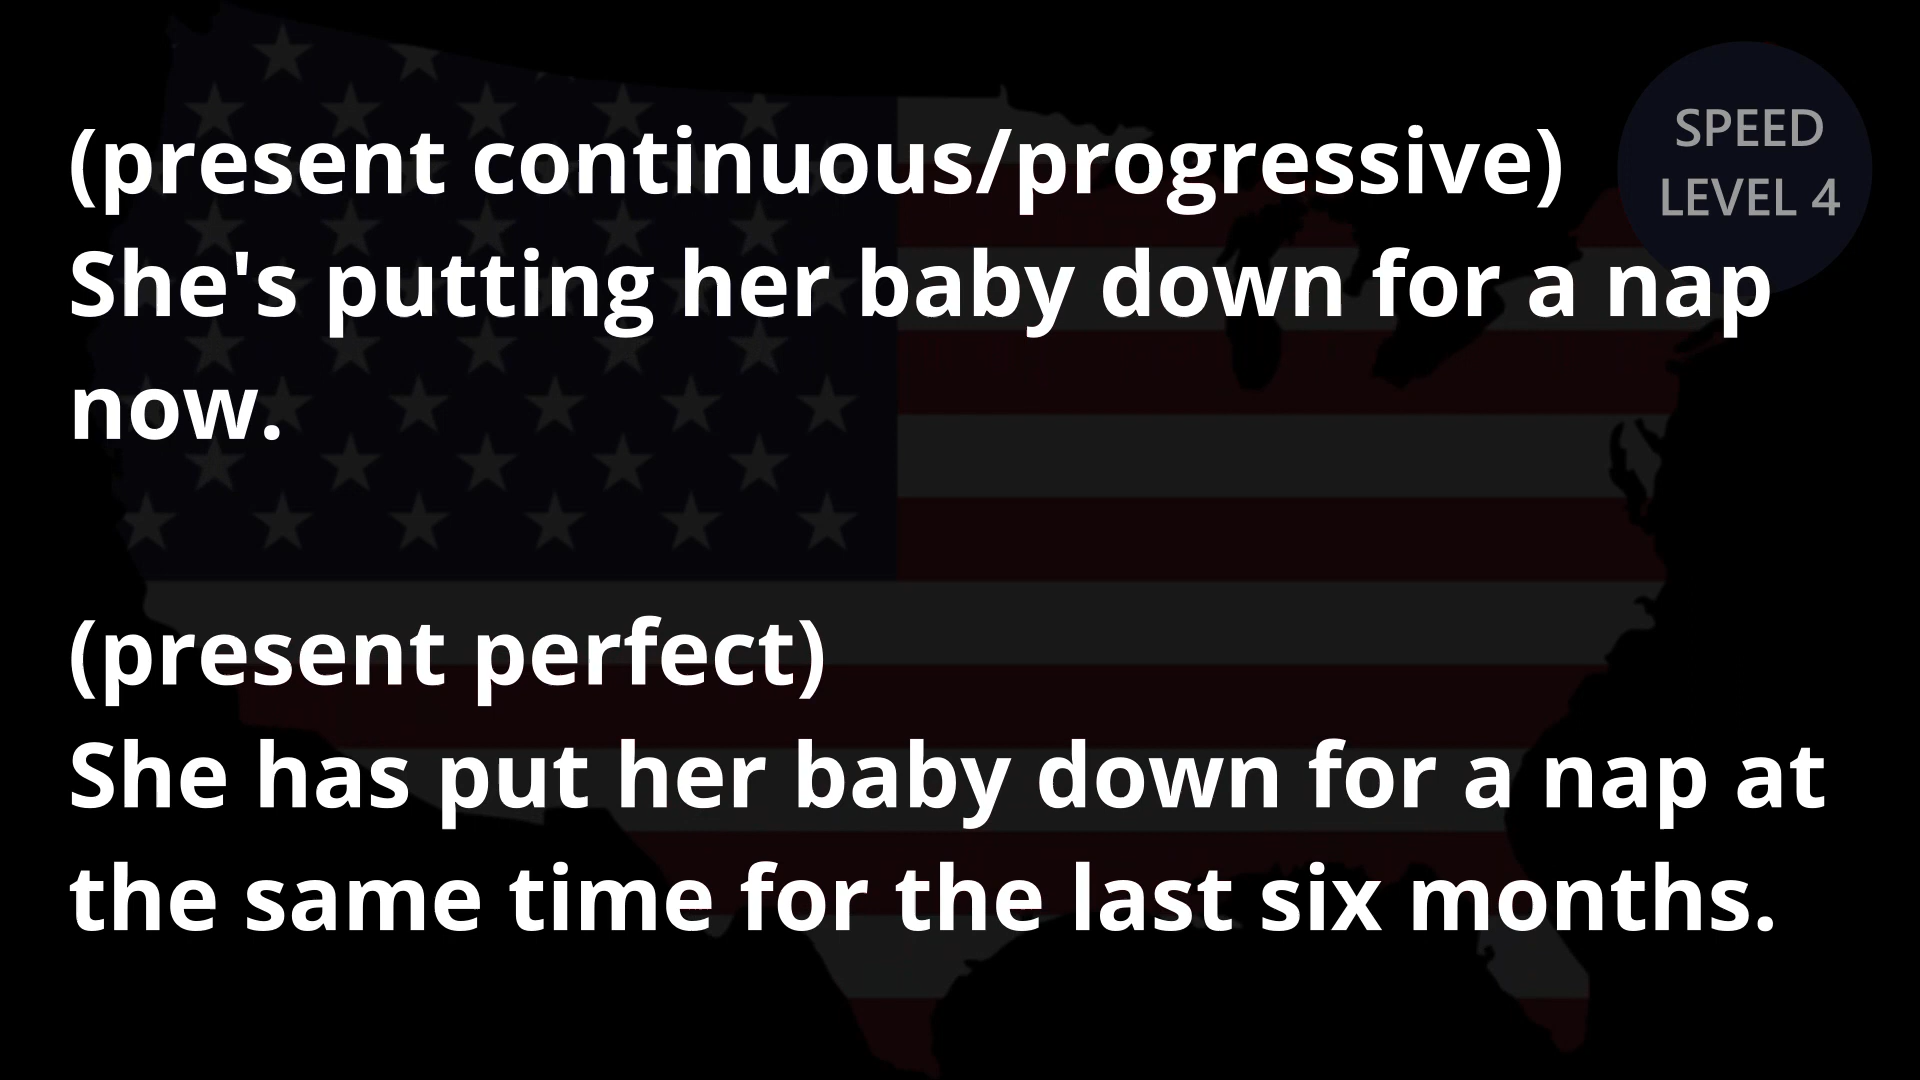 (present continuous/progressive)
She's putting her baby down for a nap
now.
(present perfect)
She has put her baby down for a nap at
the same time for the last six months.
SPEED
LEVEL 4